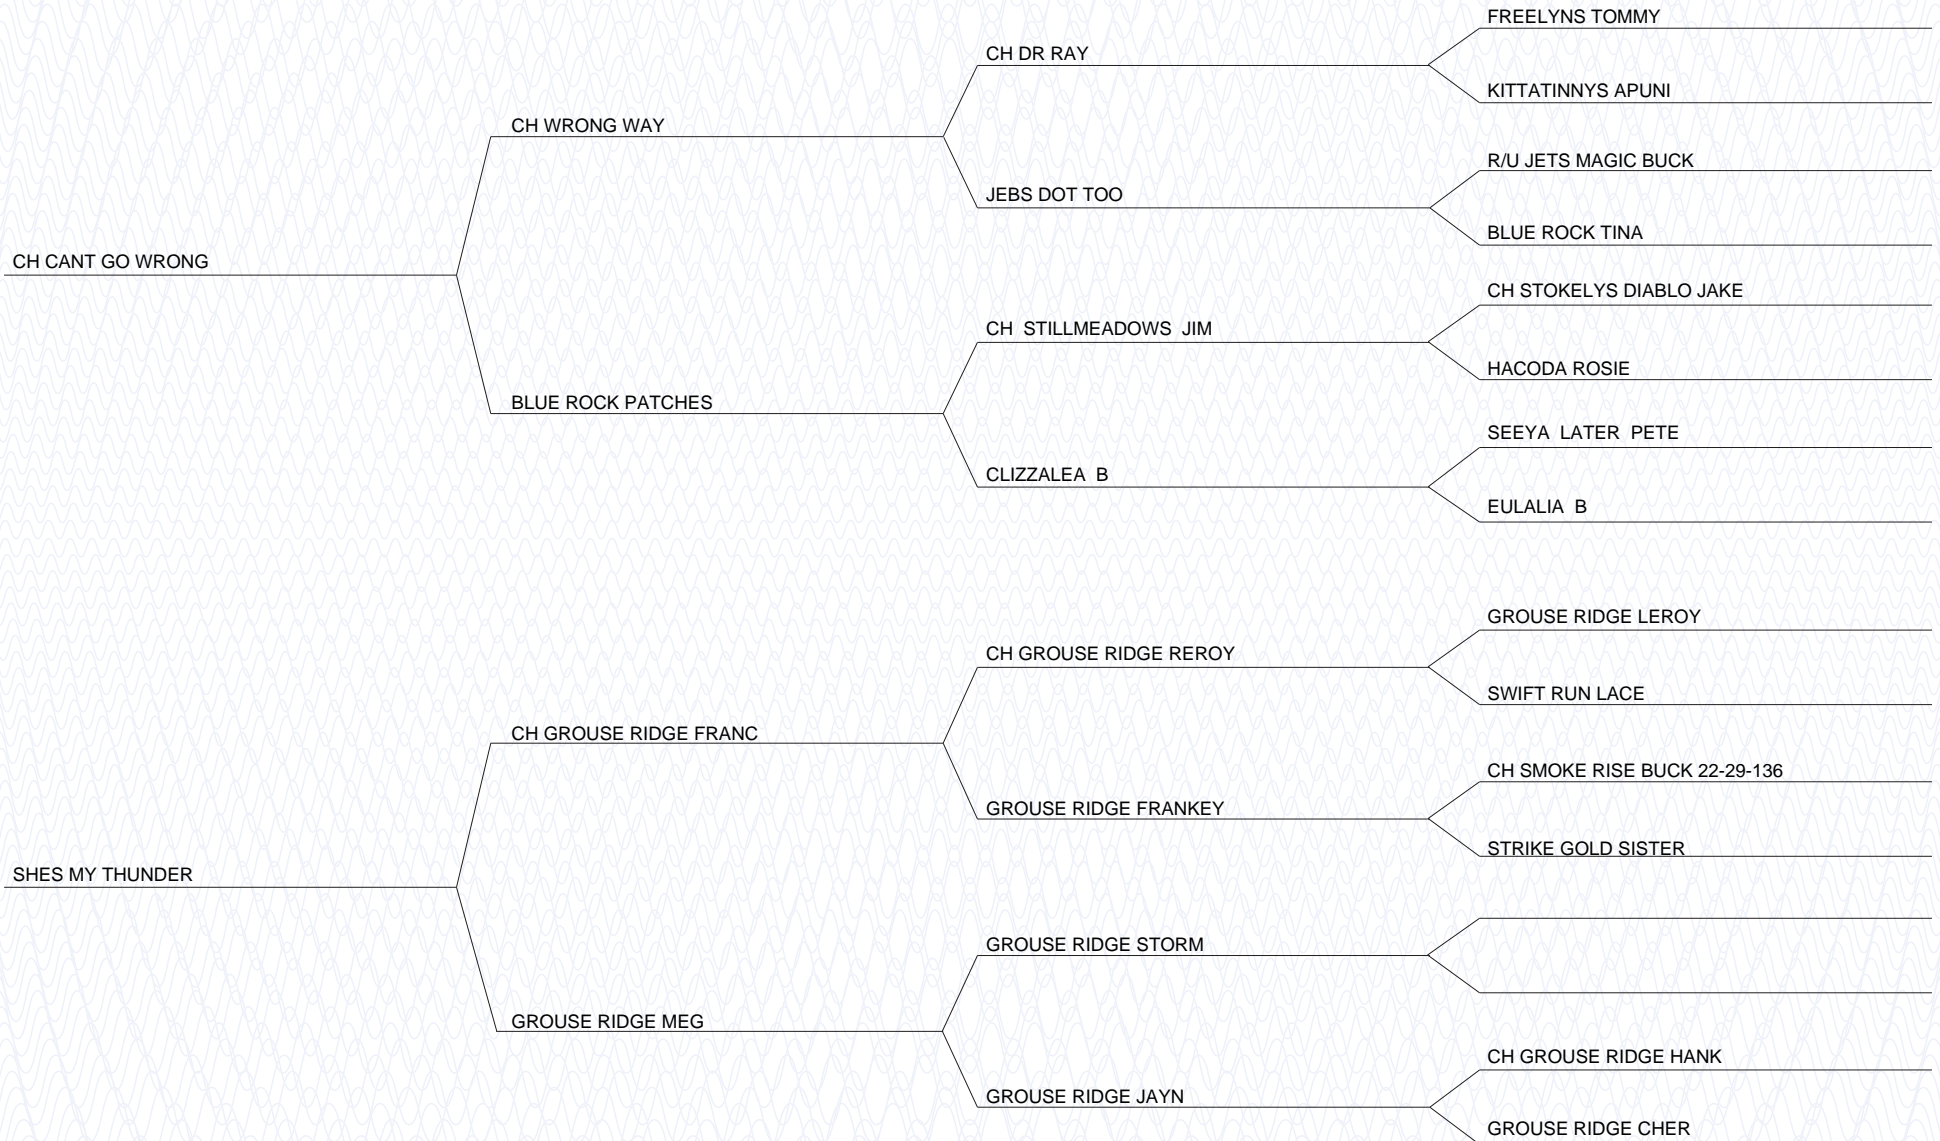 FREELYNS TOMMY
CH DR RAY
KITTATINNYS APUNI
CH WRONG WAY
R/U JETS MAGIC BUCK
JEBS DOT TOO
BLUE ROCK TINA
CH CANT GO WRONG
CH STOKELYS DIABLO JAKE
CH  STILLMEADOWS  JIM
HACODA ROSIE
BLUE ROCK PATCHES
SEEYA  LATER  PETE
CLIZZALEA  B
EULALIA  B
GROUSE RIDGE LEROY
CH GROUSE RIDGE REROY
SWIFT RUN LACE
CH GROUSE RIDGE FRANC
CH SMOKE RISE BUCK 22-29-136
GROUSE RIDGE FRANKEY
STRIKE GOLD SISTER
SHES MY THUNDER
GROUSE RIDGE STORM
GROUSE RIDGE MEG
CH GROUSE RIDGE HANK
GROUSE RIDGE JAYN
GROUSE RIDGE CHER